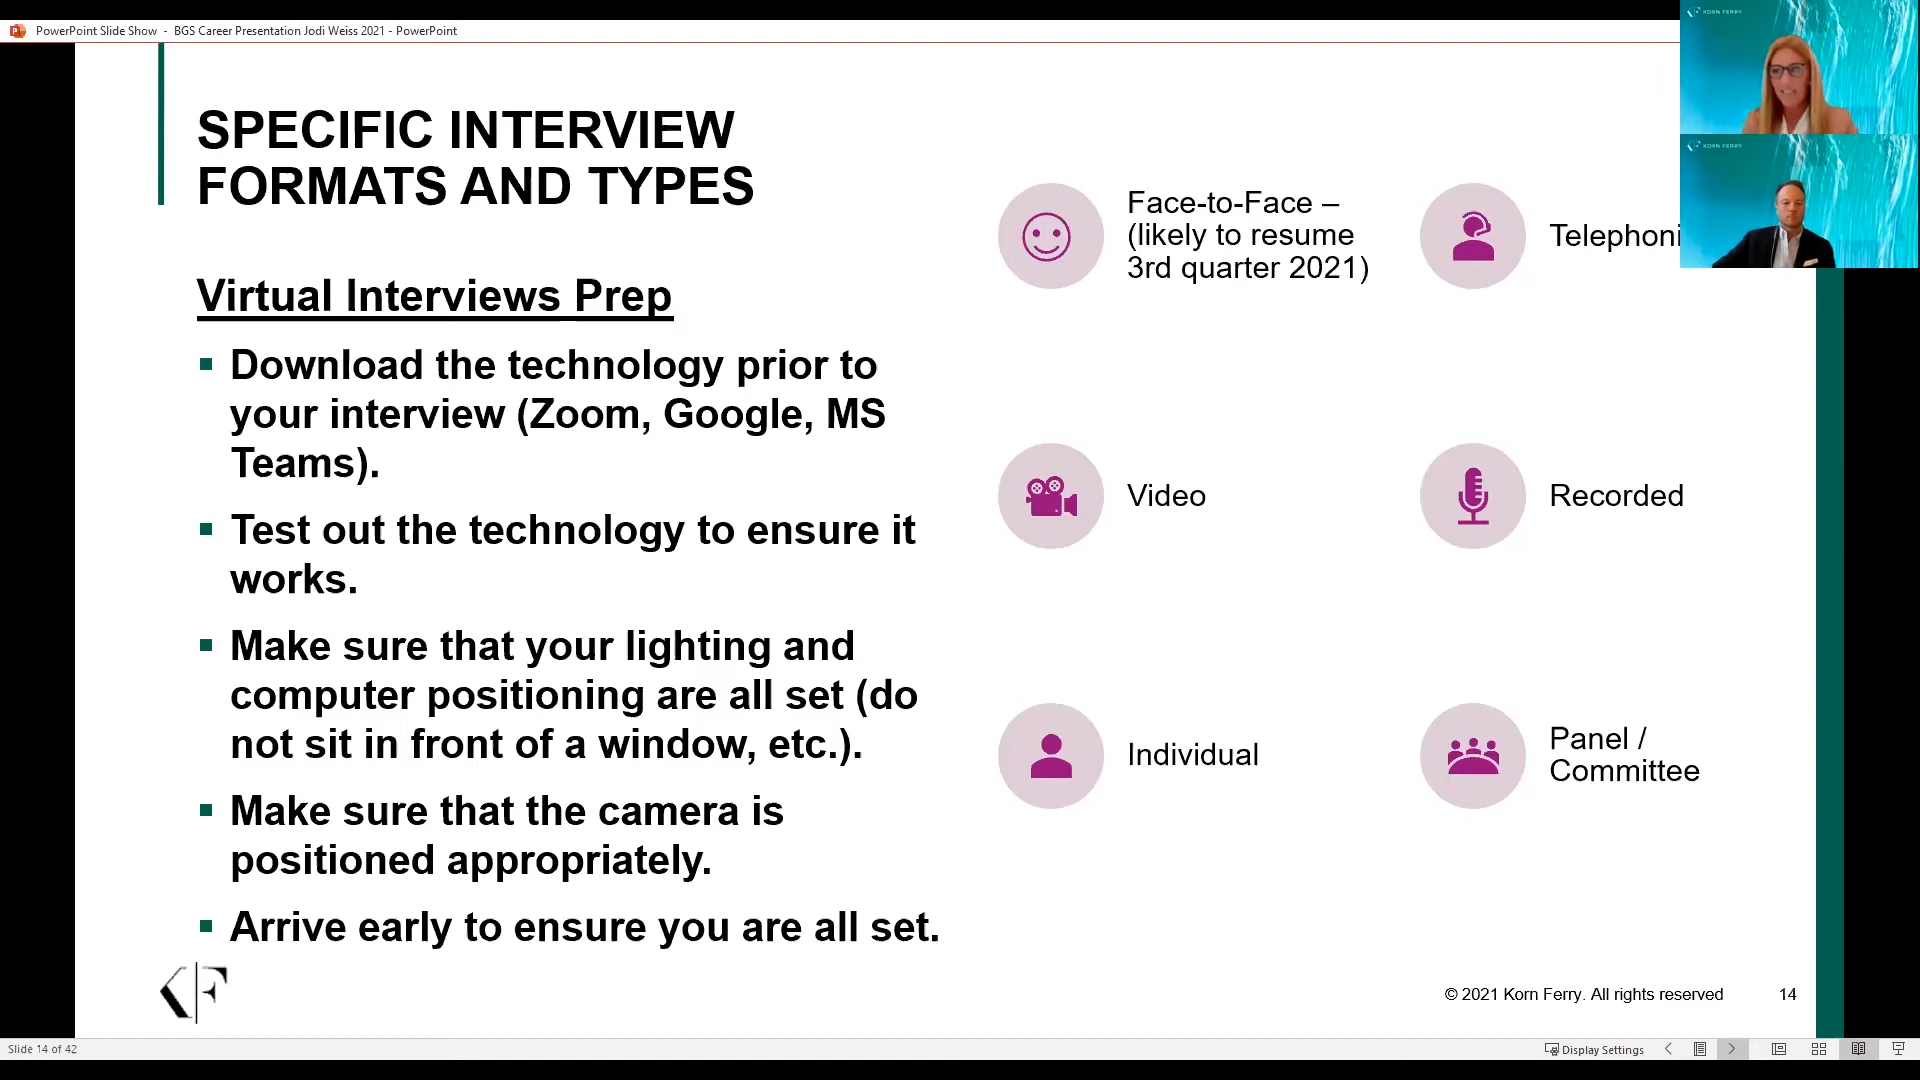 PowerPoint Slide Show - BGS Career Presentation Jodi Weiss 2021 - PowerPoint
KORN FERRY
KORN FERRY
SPECIFIC INTERVIEW
FORMATS AND TYPES
Virtual Interviews Prep
▪ Download the technology prior to
your interview (Zoom, Google, MS
Teams).
▪ Test out the technology to ensure it
works.
▪ Make sure that your lighting and
computer positioning are all set (do
not sit in front of a window, etc.).
▪ Make sure that the camera is
positioned appropriately.
▪ Arrive early to ensure you are all set.
Face-to-Face –
(likely to resume
3rd quarter 2021)
Telephoni
Video
Recorded
Individual
Panel /
Committee
KF
© 2021 Korn Ferry. All rights reserved 14
Slide 14 of 42
Display Settings